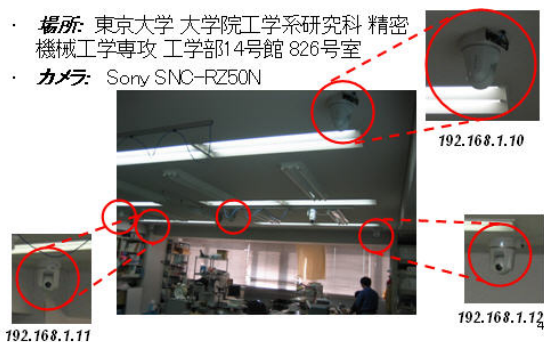 · 場所: 東京大学 大学院工学系研究科 精密
機械工学専攻 工学部14号館 826号室
· カメラ: Sony SNC-RZ50N
192.168.1.10
192.168.1.11
192.168.1.12
4